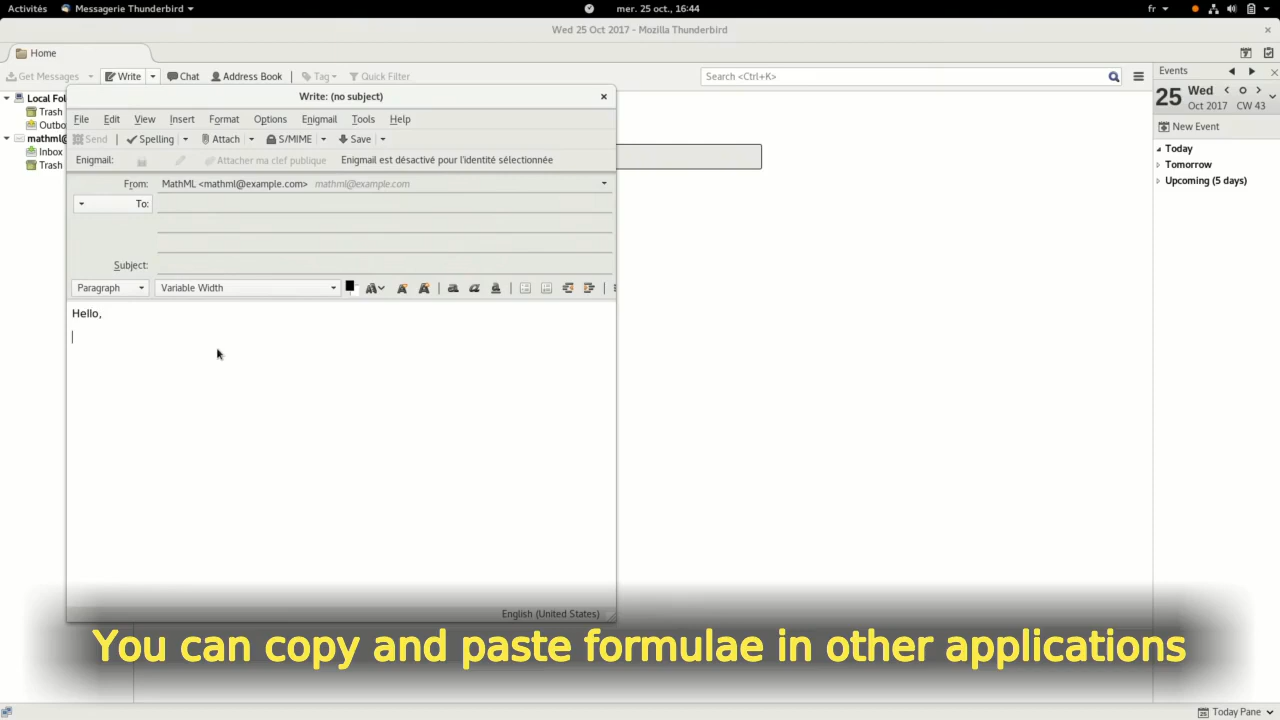 Activités Messagerie Thunderbird mer. 25 oct., 16:44 fr
Wed 25 Oct 2017 - Mozilla Thunderbird
Home
Get Messages Write Chat Address Book Tag Quick Filter Search <Ctrl+K>
Events
25 Wed
Oct 2017 CW 43
New Event
Today
Tomorrow
Upcoming (5 days)
Local Fol
Trash
Outbo
mathml@
Inbox
Trash
Write: (no subject)
File Edit View Insert Format Options Enigmail Tools Help
Send Spelling Attach S/MIME Save
Enigmail: Attacher ma clef publique Enigmail est désactivé pour l'identité sélectionnée
From: MathML <mathml@example.com> mathml@example.com
To:
Subject:
Paragraph Variable Width
Hello,
English (United States)
You can copy and paste formulae in other applications
25 Today Pane